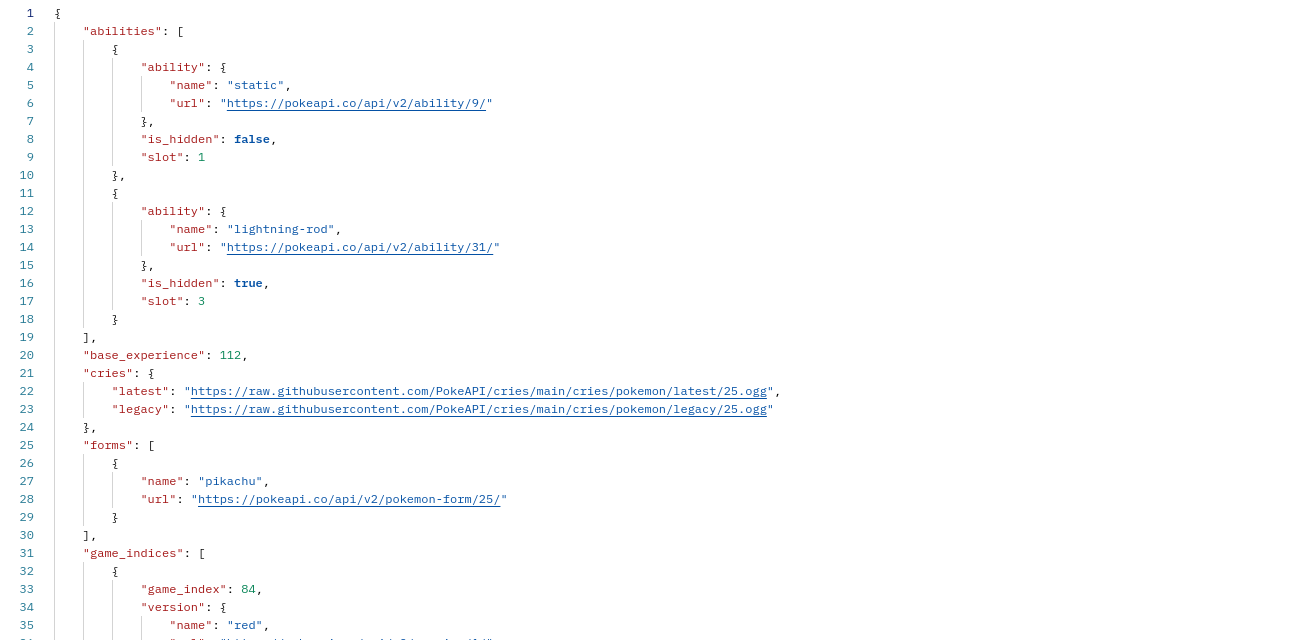 1 {
2 "abilities": [
3 {
4 "ability": {
5 "name": "static",
6 "url": "https://pokeapi.co/api/v2/ability/9/"
7 },
8 "is_hidden": false,
9 "slot": 1
10 },
11 {
12 "ability": {
13 "name": "lightning-rod",
14 "url": "https://pokeapi.co/api/v2/ability/31/"
15 },
16 "is_hidden": true,
17 "slot": 3
18 }
19 ],
20 "base_experience": 112,
21 "cries": {
22 "latest": "https://raw.githubusercontent.com/PokeAPI/cries/main/cries/pokemon/latest/25.ogg",
23 "legacy": "https://raw.githubusercontent.com/PokeAPI/cries/main/cries/pokemon/legacy/25.ogg"
24 },
25 "forms": [
26 {
27 "name": "pikachu",
28 "url": "https://pokeapi.co/api/v2/pokemon-form/25/"
29 }
30 ],
31 "game_indices": [
32 {
33 "game_index": 84,
34 "version": {
35 "name": "red",